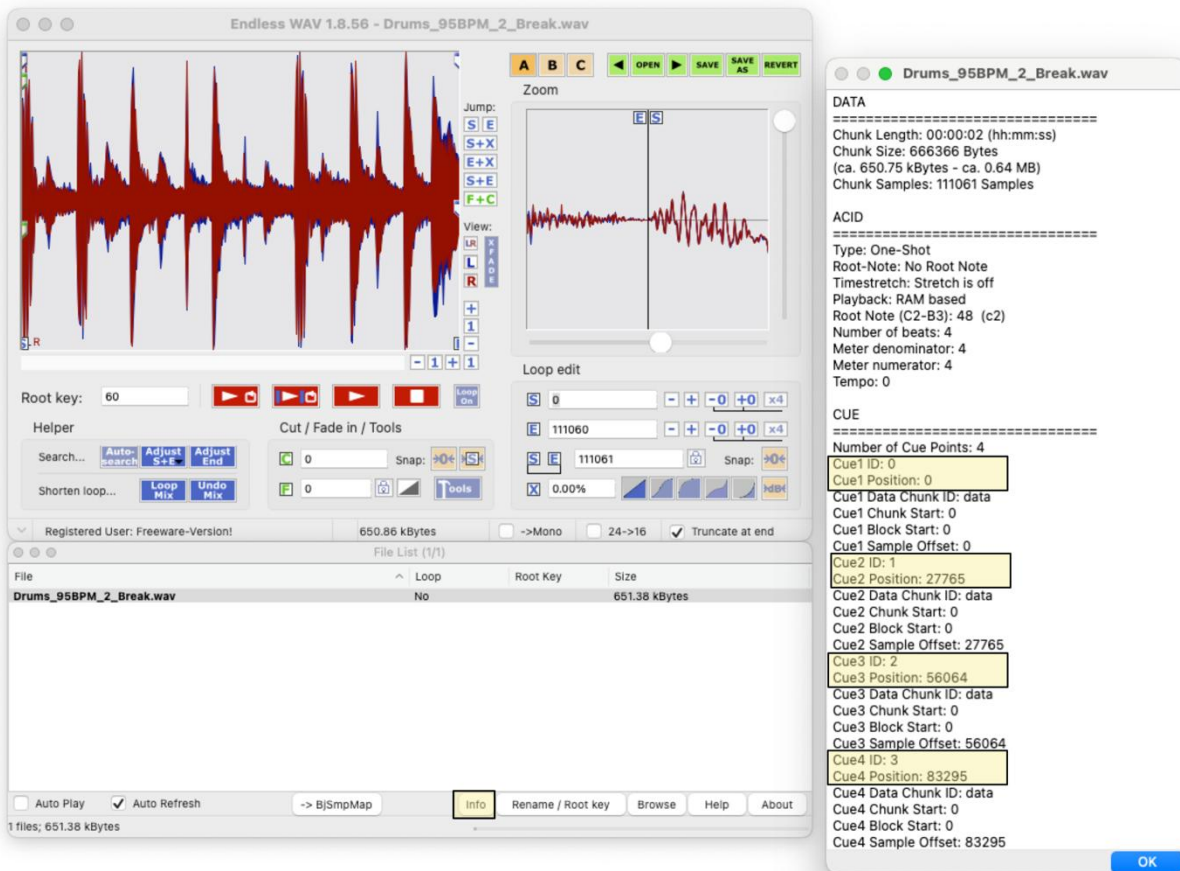 Endless WAV 1.8.56 - Drums_95BPM_2_Break.wav
A B C OPEN SAVE SAVE AS REVERT
Zoom
E S
Jump:
S E
S+X
E+X
S+E
F+C
View:
LR
L
R
XFADE
+
1
-
S L R
- 1 + 1
Root key: 60
Loop On
Helper
Search... Auto-search Adjust S+E Adjust End
Shorten loop... Loop Mix Undo Mix
Cut / Fade in / Tools
C 0 Snap: 0 S
F 0 Tools
Loop edit
S 0 - + -0 +0 x4
E 111060 - + -0 +0 x4
S E 111061 Snap: 0
X 0.00% dB
Registered User: Freeware-Version! 650.86 kBytes ->Mono 24->16 Truncate at end
File List (1/1)
File Loop Root Key Size
Drums_95BPM_2_Break.wav No 651.38 kBytes
Auto Play Auto Refresh -> BjSmpMap Info Rename / Root key Browse Help About
1 files; 651.38 kBytes
Drums_95BPM_2_Break.wav
DATA
================================
Chunk Length: 00:00:02 (hh:mm:ss)
Chunk Size: 666366 Bytes
(ca. 650.75 kBytes - ca. 0.64 MB)
Chunk Samples: 111061 Samples
ACID
================================
Type: One-Shot
Root-Note: No Root Note
Timestretch: Stretch is off
Playback: RAM based
Root Note (C2-B3): 48 (c2)
Number of beats: 4
Meter denominator: 4
Meter numerator: 4
Tempo: 0
CUE
================================
Number of Cue Points: 4
Cue1 ID: 0
Cue1 Position: 0
Cue1 Data Chunk ID: data
Cue1 Chunk Start: 0
Cue1 Block Start: 0
Cue1 Sample Offset: 0
Cue2 ID: 1
Cue2 Position: 27765
Cue2 Data Chunk ID: data
Cue2 Chunk Start: 0
Cue2 Block Start: 0
Cue2 Sample Offset: 27765
Cue3 ID: 2
Cue3 Position: 56064
Cue3 Data Chunk ID: data
Cue3 Chunk Start: 0
Cue3 Block Start: 0
Cue3 Sample Offset: 56064
Cue4 ID: 3
Cue4 Position: 83295
Cue4 Data Chunk ID: data
Cue4 Chunk Start: 0
Cue4 Block Start: 0
Cue4 Sample Offset: 83295
OK